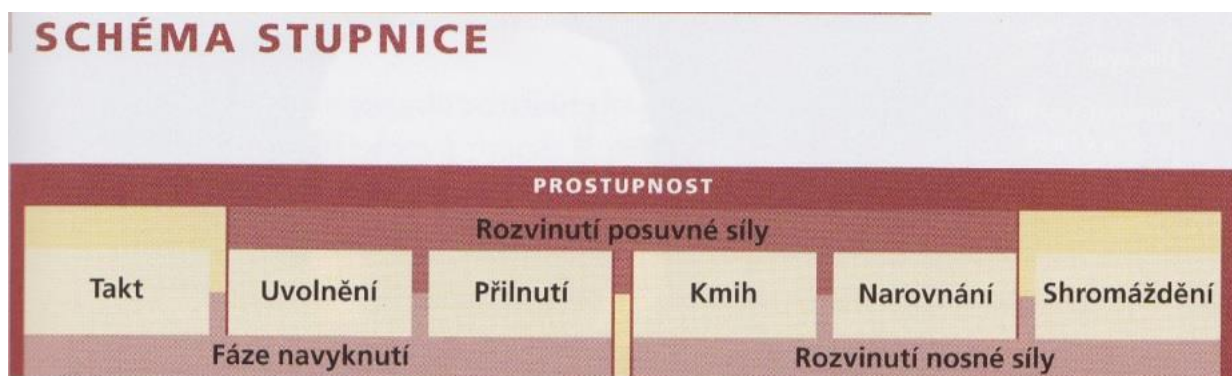 SCHÉMA STUPNICE
PROSTUPNOST
Rozvinutí posuvné síly
Takt Uvolnění Přilnutí Kmih Narovnání Shromáždění
Fáze navyknutí Rozvinutí nosné síly